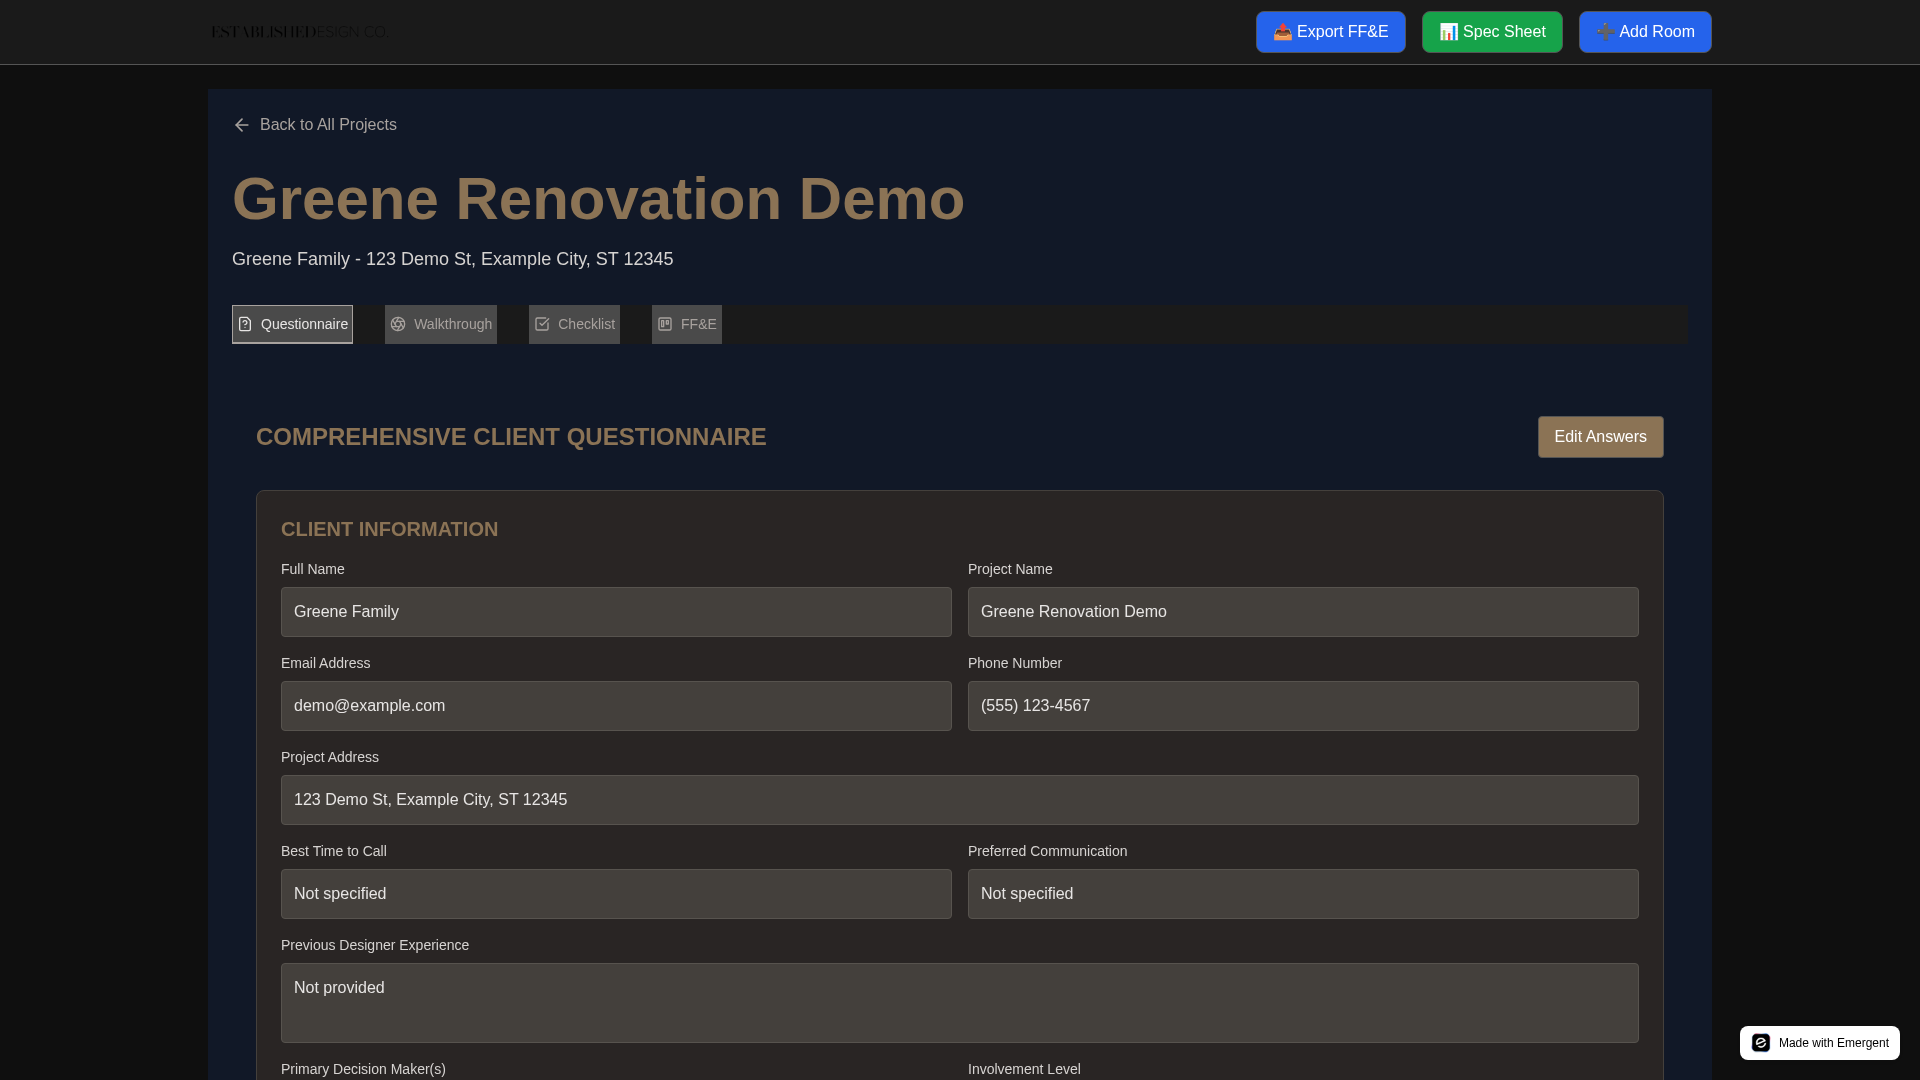 ESTABLISHEDESIGN CO.
Export FF&E
Spec Sheet
Add Room
Back to All Projects
Greene Renovation Demo
Greene Family - 123 Demo St, Example City, ST 12345
Questionnaire
Walkthrough
Checklist
FF&E
COMPREHENSIVE CLIENT QUESTIONNAIRE
Edit Answers
CLIENT INFORMATION
Full Name
Project Name
Greene Family
Greene Renovation Demo
Email Address
Phone Number
demo@example.com
(555) 123-4567
Project Address
123 Demo St, Example City, ST 12345
Best Time to Call
Preferred Communication
Not specified
Not specified
Previous Designer Experience
Not provided
Primary Decision Maker(s)
Involvement Level
Made with Emergent